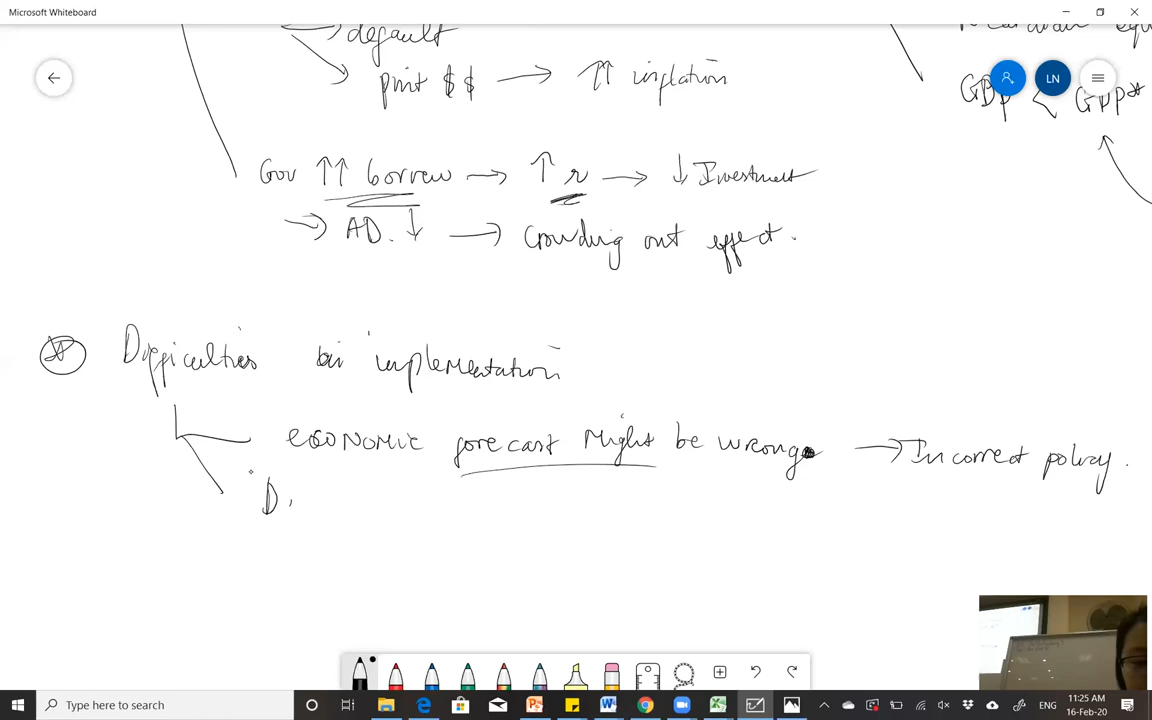 Microsoft Whiteboard
→ default
→ print $$ → ↑↑ inflation
GDP < GDP*
LN
Gov ↑↑ borrow → ↑ r → ↓ Investment
→ AD. ↓ → Crowding out effect.
Difficulties in implementation
economic forecast Might be wrong → Incorrect policy.
D.
Type here to search
ENG
11:25 AM
16-Feb-20